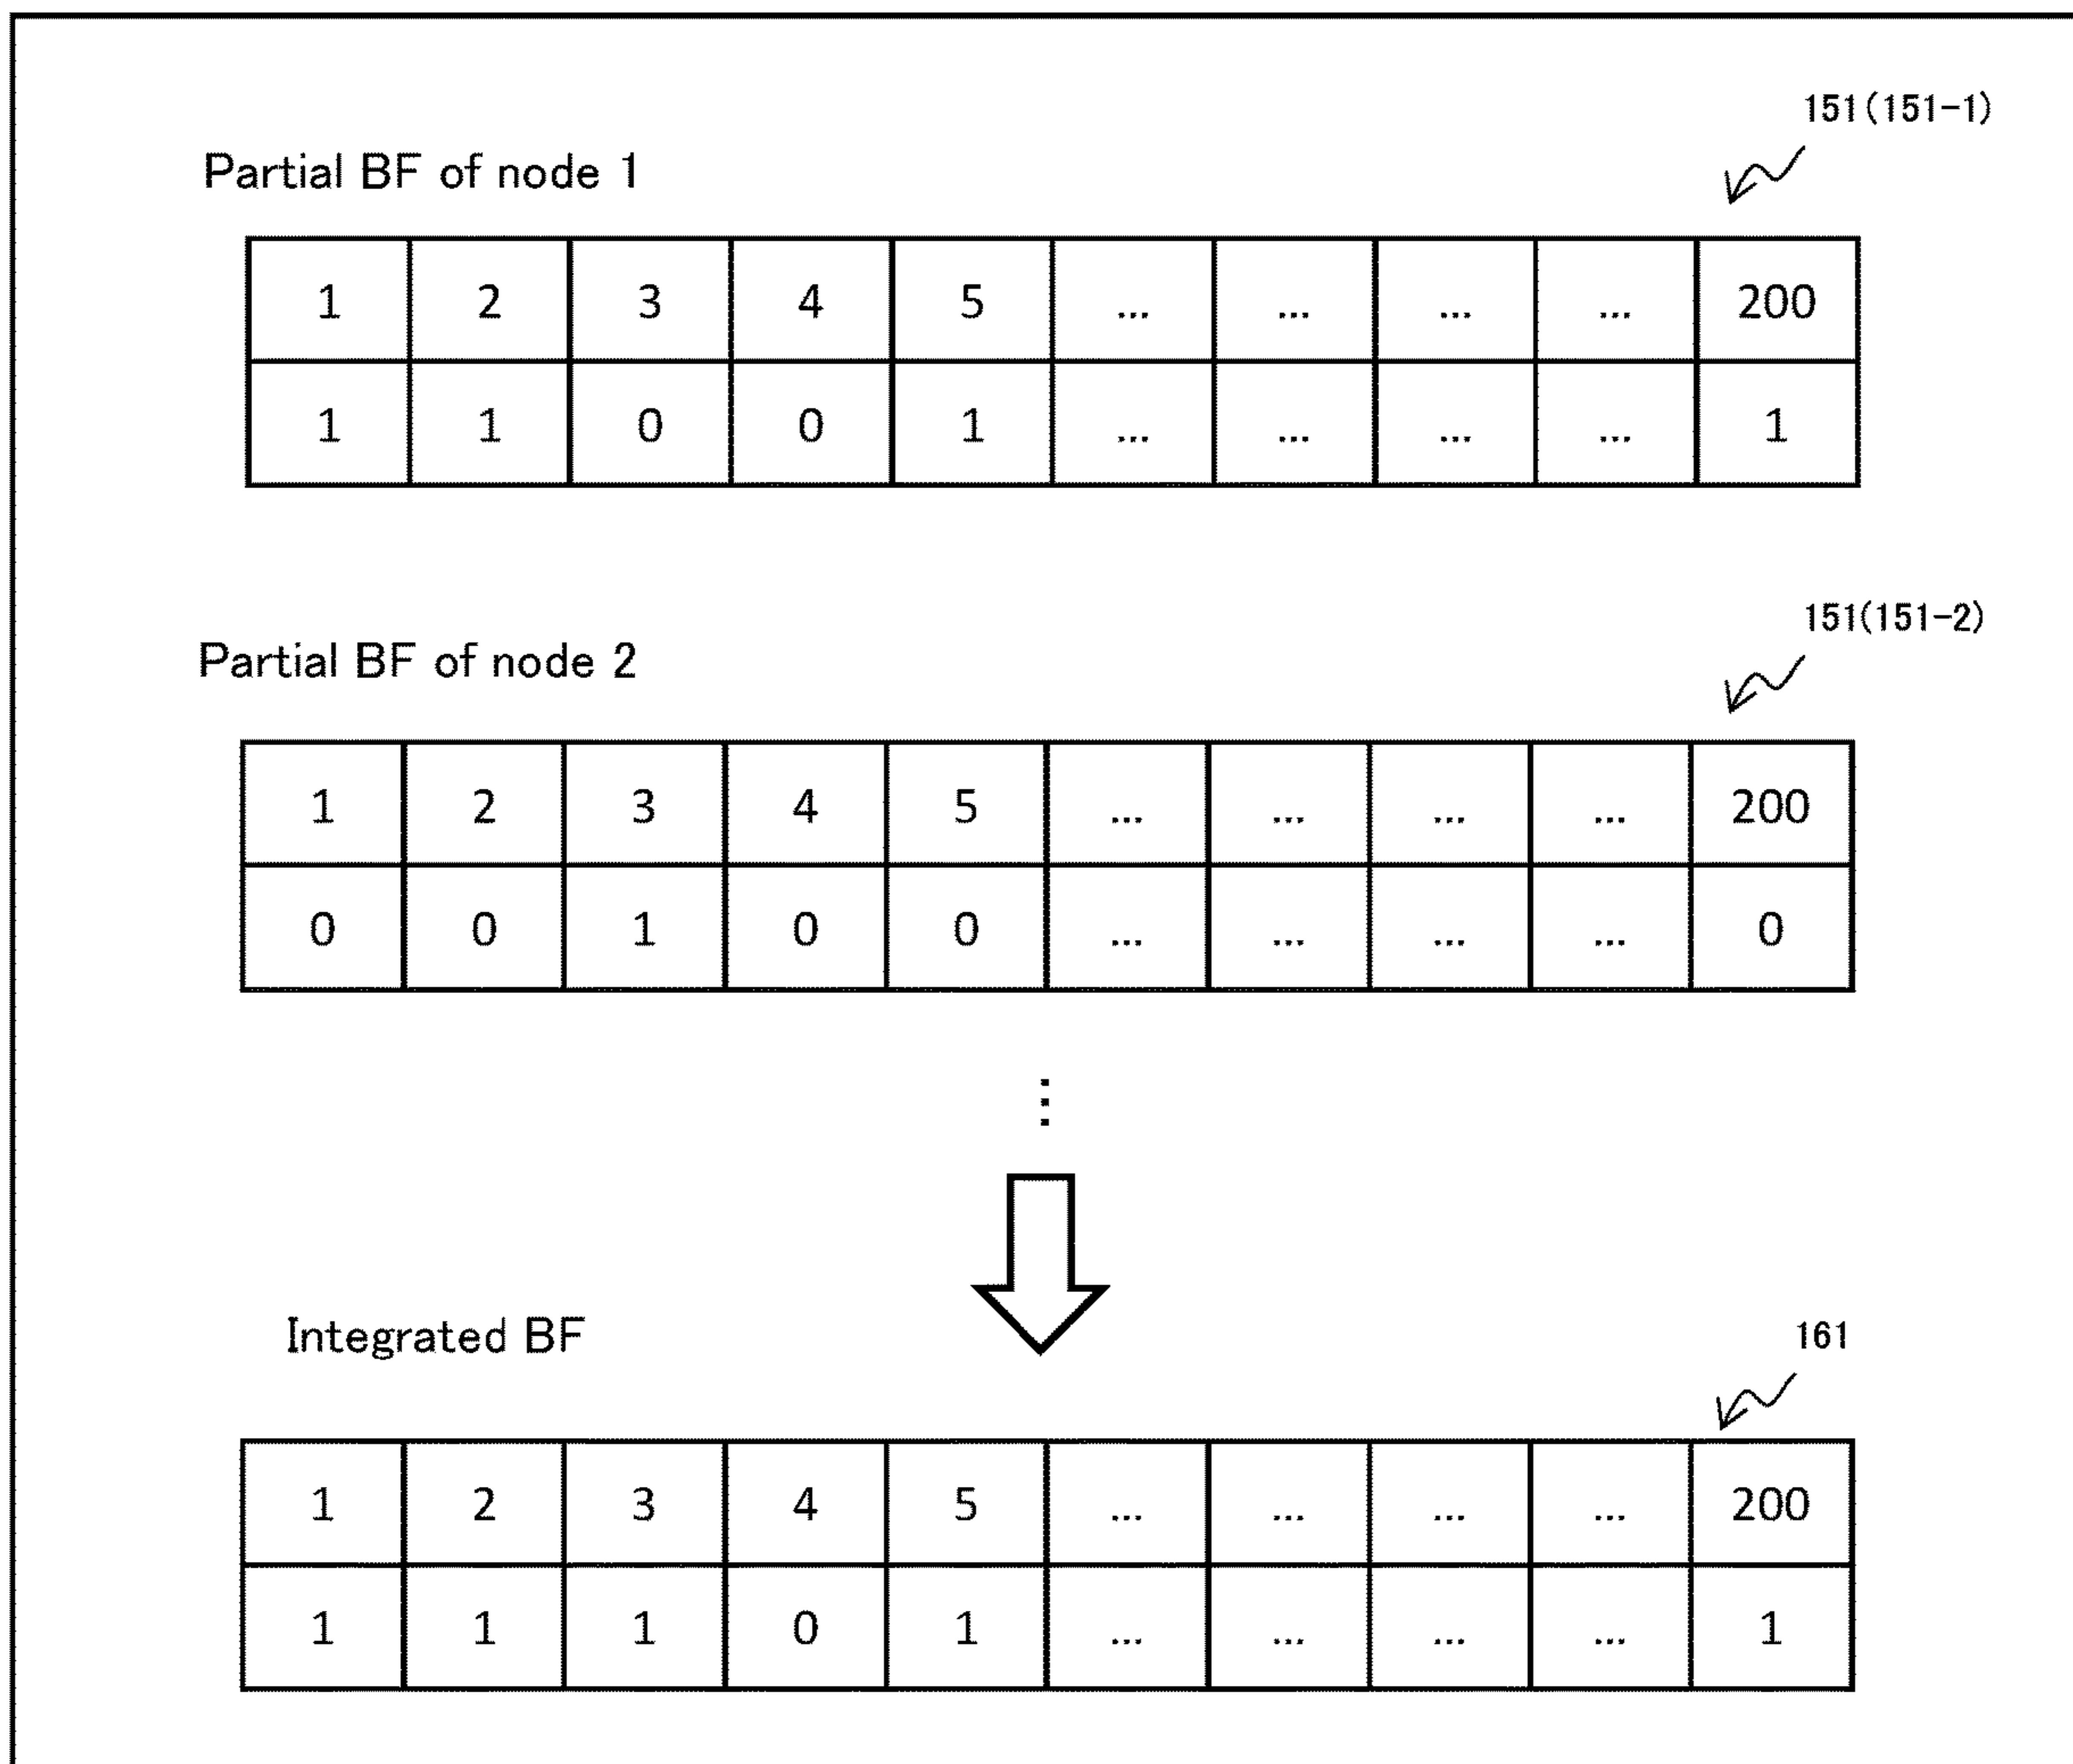 151(151-1)
Partial BF of node 1
1 2 3 4 5 ... ... ... ... 200
1 1 0 0 1 ... ... ... ... 1
151(151-2)
Partial BF of node 2
1 2 3 4 5 ... ... ... ... 200
0 0 1 0 0 ... ... ... ... 0
⋮
Integrated BF
161
1 2 3 4 5 ... ... ... ... 200
1 1 1 0 1 ... ... ... ... 1